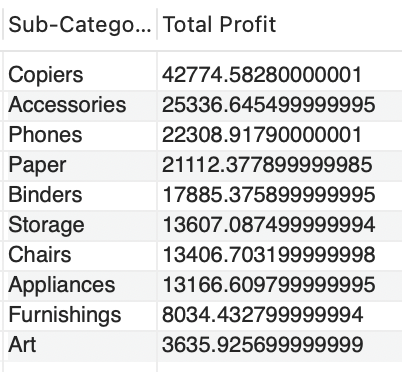 Sub-Catego... Total Profit
Copiers 42774.58280000001
Accessories 25336.645499999995
Phones 22308.91790000001
Paper 21112.377899999985
Binders 17885.375899999995
Storage 13607.087499999994
Chairs 13406.703199999998
Appliances 13166.609799999995
Furnishings 8034.432799999994
Art 3635.925699999999